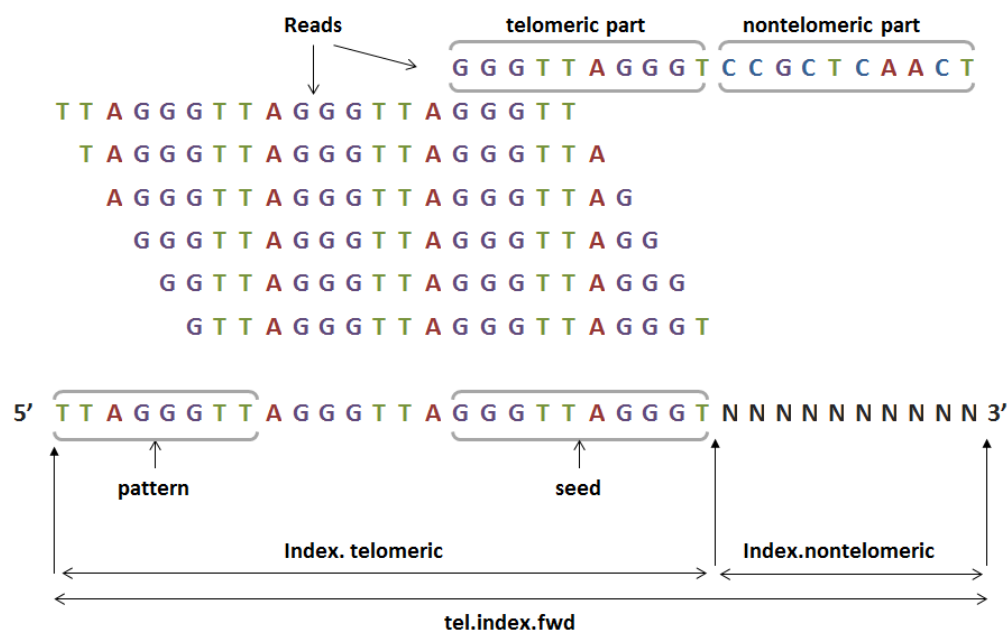 Reads telomeric part nontelomeric part
G G G T T A G G G T C C G C T C A A C T
T T A G G G T T A G G G T T A G G G T T
T A G G G T T A G G G T T A G G G T T A
A G G G T T A G G G T T A G G G T T A G
G G G T T A G G G T T A G G G T T A G G
G G T T A G G G T T A G G G T T A G G G
G T T A G G G T T A G G G T T A G G G T
5’ T T A G G G T T A G G G T T A G G G T T A G G G T N N N N N N N N N N 3’
pattern seed
Index. telomeric Index.nontelomeric
tel.index.fwd